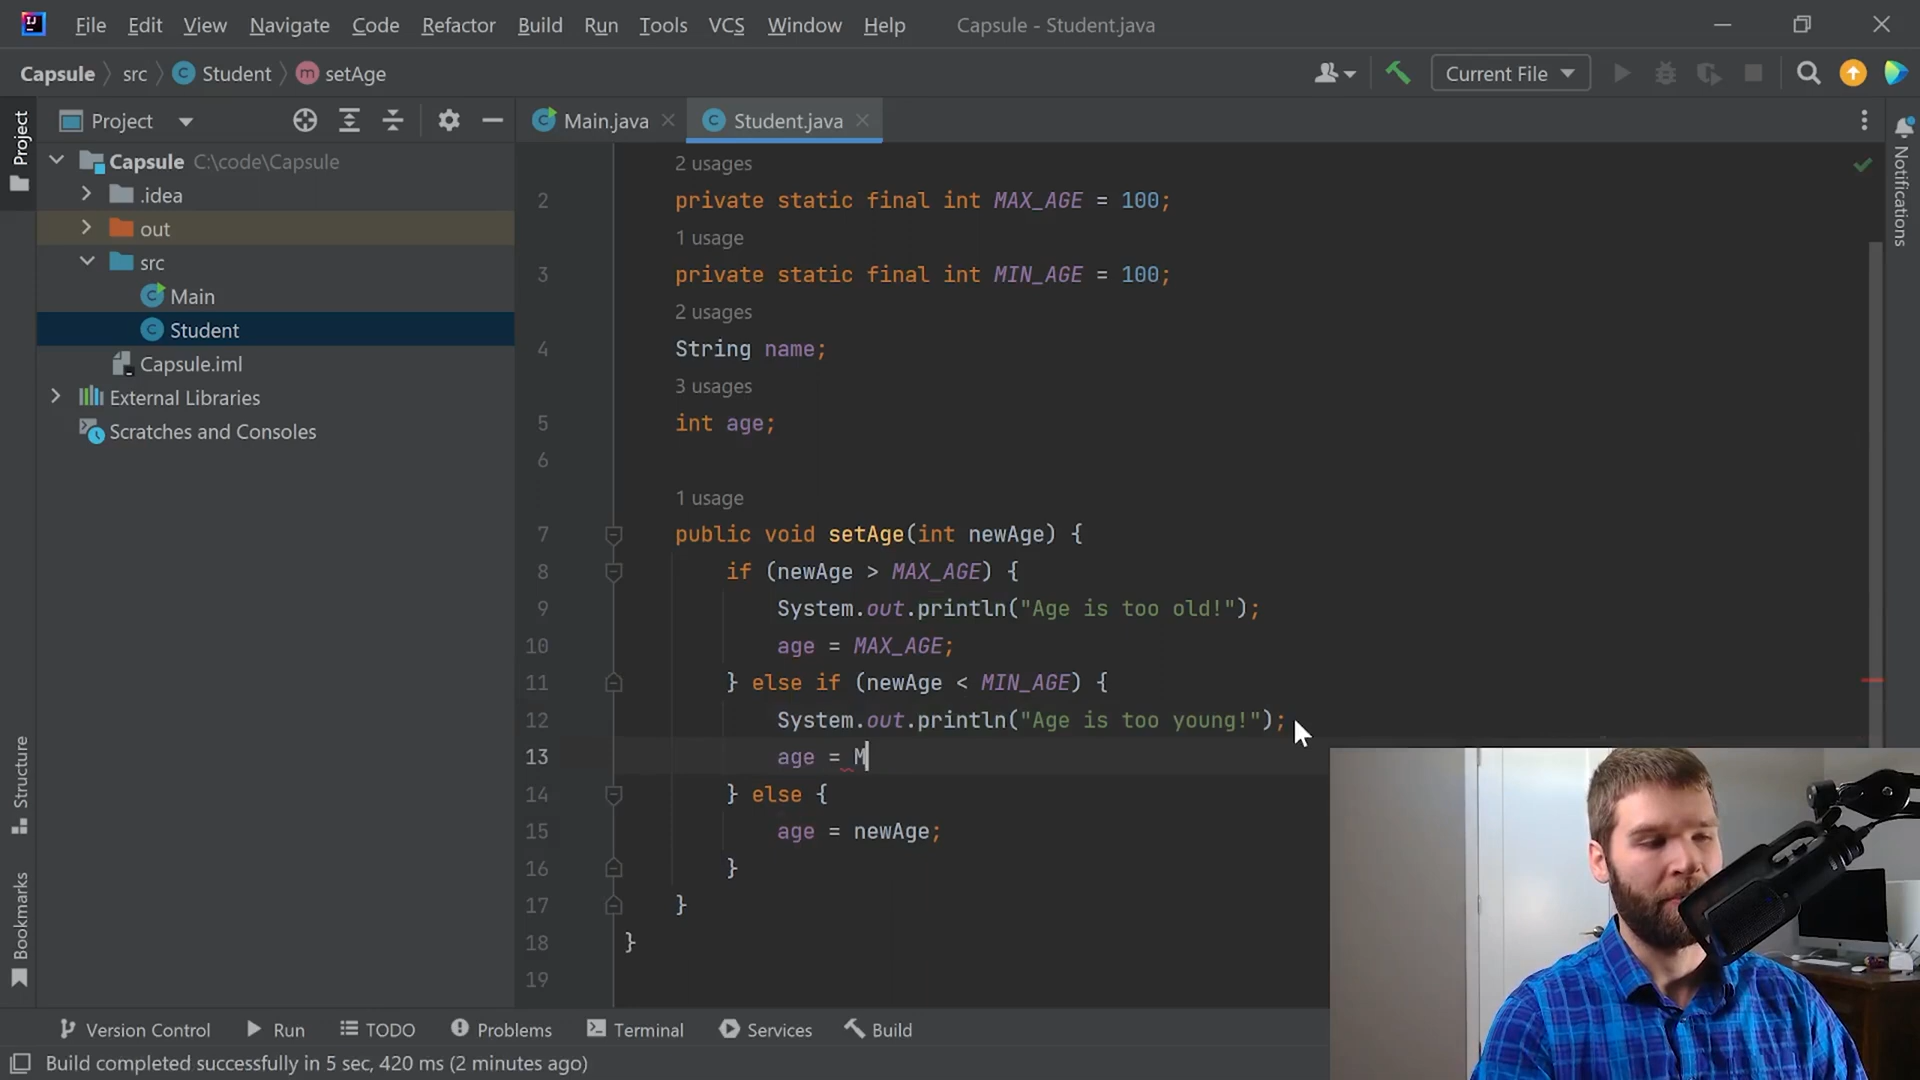 File Edit View Navigate Code Refactor Build Run Tools VCS Window Help Capsule - Student.java
Capsule src Student setAge Current File
Project Main.java Student.java
Project
Capsule C:\code\Capsule
.idea
out
src
Main
Student
Capsule.iml
External Libraries
Scratches and Consoles
Structure
Bookmarks
2 usages
2 private static final int MAX_AGE = 100;
1 usage
3 private static final int MIN_AGE = 100;
2 usages
4 String name;
3 usages
5 int age;
6
1 usage
7 public void setAge(int newAge) {
8 if (newAge > MAX_AGE) {
9 System.out.println("Age is too old!");
10 age = MAX_AGE;
11 } else if (newAge < MIN_AGE) {
12 System.out.println("Age is too young!");
13 age = M
14 } else {
15 age = newAge;
16 }
17 }
18 }
19
Notifications
Version Control Run TODO Problems Terminal Services Build
Build completed successfully in 5 sec, 420 ms (2 minutes ago)